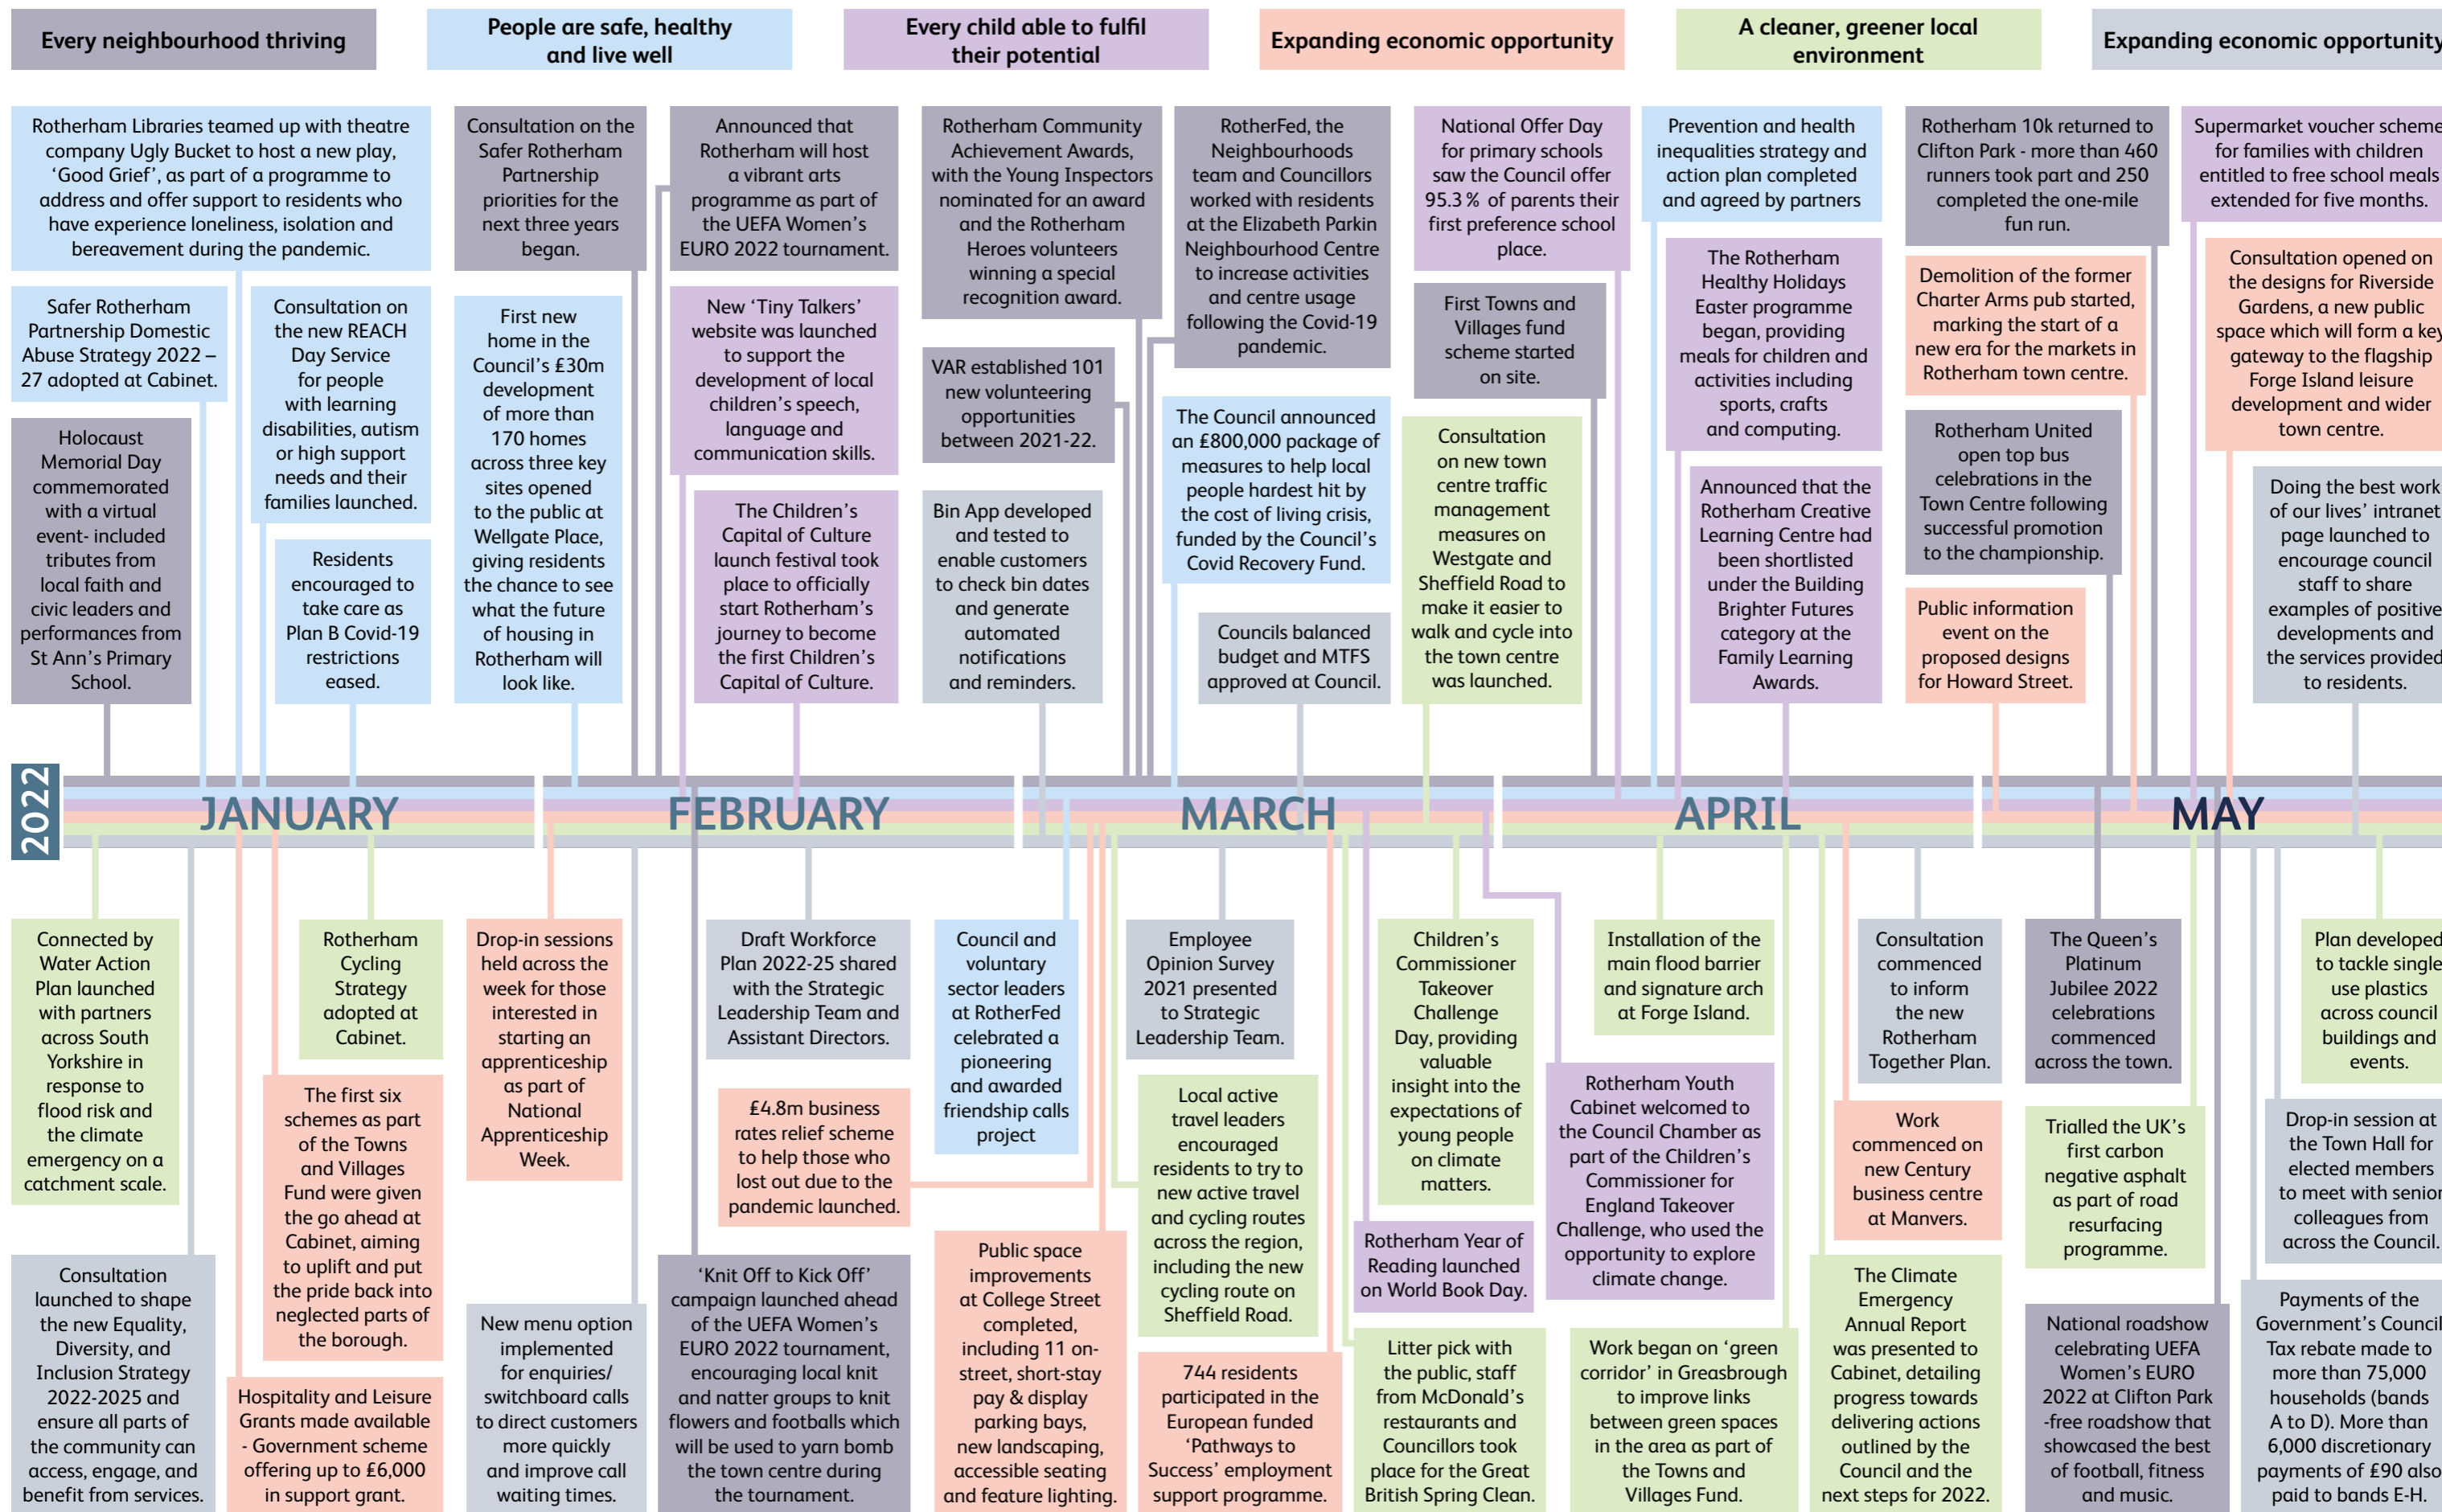 Every neighbourhood thriving
People are safe, healthy
and live well
Every child able to fulfil
their potential
Expanding economic opportunity
A cleaner, greener local
environment
Expanding economic opportunity
Rotherham Libraries teamed up with theatre
company Ugly Bucket to host a new play,
‘Good Grief’, as part of a programme to
address and offer support to residents who
have experience loneliness, isolation and
bereavement during the pandemic.
Safer Rotherham
Partnership Domestic
Abuse Strategy 2022 –
27 adopted at Cabinet.
Holocaust
Memorial Day
commemorated
with a virtual
event- included
tributes from
local faith and
civic leaders and
performances from
St Ann’s Primary
School.
Consultation on
the new REACH
Day Service
for people
with learning
disabilities, autism
or high support
needs and their
families launched.
Residents
encouraged to
take care as
Plan B Covid-19
restrictions
eased.
Consultation on the
Safer Rotherham
Partnership
priorities for the
next three years
began.
First new
home in the
Council’s £30m
development
of more than
170 homes
across three key
sites opened
to the public at
Wellgate Place,
giving residents
the chance to see
what the future
of housing in
Rotherham will
look like.
Announced that
Rotherham will host
a vibrant arts
programme as part of
the UEFA Women’s
EURO 2022 tournament.
New ‘Tiny Talkers’
website was launched
to support the
development of local
children’s speech,
language and
communication skills.
The Children’s
Capital of Culture
launch festival took
place to officially
start Rotherham’s
journey to become
the first Children’s
Capital of Culture.
Rotherham Community
Achievement Awards,
with the Young Inspectors
nominated for an award
and the Rotherham
Heroes volunteers
winning a special
recognition award.
VAR established 101
new volunteering
opportunities
between 2021-22.
Bin App developed
and tested to
enable customers
to check bin dates
and generate
automated
notifications
and reminders.
RotherFed, the
Neighbourhoods
team and Councillors
worked with residents
at the Elizabeth Parkin
Neighbourhood Centre
to increase activities
and centre usage
following the Covid-19
pandemic.
The Council announced
an £800,000 package of
measures to help local
people hardest hit by
the cost of living crisis,
funded by the Council’s
Covid Recovery Fund.
Councils balanced
budget and MTFS
approved at Council.
National Offer Day
for primary schools
saw the Council offer
95.3% of parents their
first preference school
place.
First Towns and
Villages fund
scheme started
on site.
Consultation
on new town
centre traffic
management
measures on
Westgate and
Sheffield Road to
make it easier to
walk and cycle into
the town centre
was launched.
Prevention and health
inequalities strategy and
action plan completed
and agreed by partners
The Rotherham
Healthy Holidays
Easter programme
began, providing
meals for children and
activities including
sports, crafts
and computing.
Announced that the
Rotherham Creative
Learning Centre had
been shortlisted
under the Building
Brighter Futures
category at the
Family Learning
Awards.
Rotherham 10k returned to
Clifton Park - more than 460
runners took part and 250
completed the one-mile
fun run.
Demolition of the former
Charter Arms pub started,
marking the start of a
new era for the markets in
Rotherham town centre.
Rotherham United
open top bus
celebrations in the
Town Centre following
successful promotion
to the championship.
Public information
event on the
proposed designs
for Howard Street.
Supermarket voucher scheme
for families with children
entitled to free school meals
extended for five months.
Consultation opened on
the designs for Riverside
Gardens, a new public
space which will form a key
gateway to the flagship
Forge Island leisure
development and wider
town centre.
Doing the best work
of our lives’ intranet
page launched to
encourage council
staff to share
examples of positive
developments and
the services provided
to residents.
2022
JANUARY
FEBRUARY
MARCH
APRIL
MAY
Connected by
Water Action
Plan launched
with partners
across South
Yorkshire in
response to
flood risk and
the climate
emergency on a
catchment scale.
Consultation
launched to shape
the new Equality,
Diversity, and
Inclusion Strategy
2022-2025 and
ensure all parts of
the community can
access, engage, and
benefit from services.
Rotherham
Cycling
Strategy
adopted at
Cabinet.
The first six
schemes as part
of the Towns
and Villages
Fund were given
the go ahead at
Cabinet, aiming
to uplift and put
the pride back into
neglected parts of
the borough.
Hospitality and Leisure
Grants made available
- Government scheme
offering up to £6,000
in support grant.
Drop-in sessions
held across the
week for those
interested in
starting an
apprenticeship
as part of
National
Apprenticeship
Week.
New menu option
implemented
for enquiries/
switchboard calls
to direct customers
more quickly
and improve call
waiting times.
Draft Workforce
Plan 2022-25 shared
with the Strategic
Leadership Team and
Assistant Directors.
£4.8m business
rates relief scheme
to help those who
lost out due to the
pandemic launched.
‘Knit Off to Kick Off’
campaign launched ahead
of the UEFA Women’s
EURO 2022 tournament,
encouraging local knit
and natter groups to knit
flowers and footballs which
will be used to yarn bomb
the town centre during
the tournament.
Council and
voluntary
sector leaders
at RotherFed
celebrated a
pioneering
and awarded
friendship calls
project
Public space
improvements
at College Street
completed,
including 11 on-
street, short-stay
pay & display
parking bays,
new landscaping,
accessible seating
and feature lighting.
Employee
Opinion Survey
2021 presented
to Strategic
Leadership Team.
Local active
travel leaders
encouraged
residents to try to
new active travel
and cycling routes
across the region,
including the new
cycling route on
Sheffield Road.
744 residents
participated in the
European funded
‘Pathways to
Success’ employment
support programme.
Children’s
Commissioner
Takeover
Challenge
Day, providing
valuable
insight into the
expectations of
young people
on climate
matters.
Rotherham Year of
Reading launched
on World Book Day.
Litter pick with
the public, staff
from McDonald’s
restaurants and
Councillors took
place for the Great
British Spring Clean.
Installation of the
main flood barrier
and signature arch
at Forge Island.
Rotherham Youth
Cabinet welcomed to
the Council Chamber as
part of the Children’s
Commissioner for
England Takeover
Challenge, who used the
opportunity to explore
climate change.
Work began on ‘green
corridor’ in Greasbrough
to improve links
between green spaces
in the area as part of
the Towns and
Villages Fund.
Consultation
commenced
to inform
the new
Rotherham
Together Plan.
Work
commenced on
new Century
business centre
at Manvers.
The Climate
Emergency
Annual Report
was presented to
Cabinet, detailing
progress towards
delivering actions
outlined by the
Council and the
next steps for 2022.
The Queen’s
Platinum
Jubilee 2022
celebrations
commenced
across the town.
Trialled the UK’s
first carbon
negative asphalt
as part of road
resurfacing
programme.
National roadshow
celebrating UEFA
Women’s EURO
2022 at Clifton Park
-free roadshow that
showcased the best
of football, fitness
and music.
Plan developed
to tackle single
use plastics
across council
buildings and
events.
Drop-in session at
the Town Hall for
elected members
to meet with senior
colleagues from
across the Council.
Payments of the
Government’s Council
Tax rebate made to
more than 75,000
households (bands
A to D). More than
6,000 discretionary
payments of £90 also
paid to bands E-H.